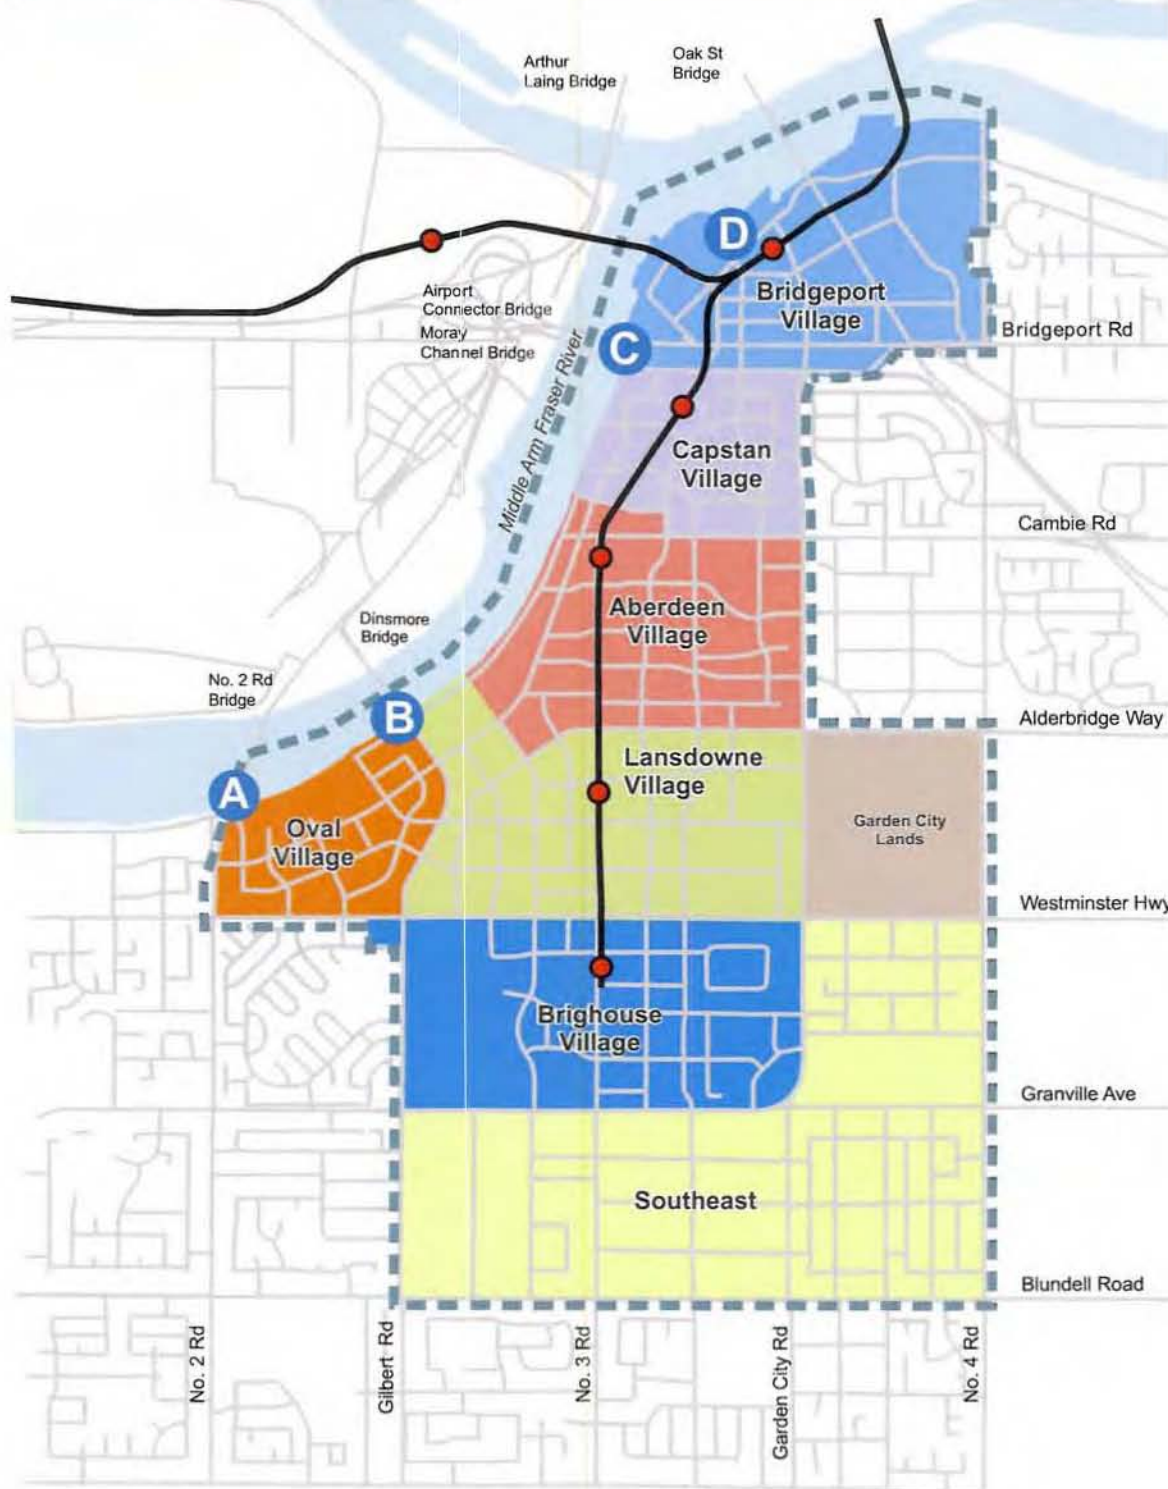 Oak St
Bridge
Arthur
Laing Bridge
D
Airport
Connector Bridge
Bridgeport
Village
Moray
Channel Bridge
Bridgeport Rd
C
Middle Arm Fraser River
Capstan
Village
Cambie Rd
Aberdeen
Village
Dinsmore
Bridge
No. 2 Rd
Bridge
B
Alderbridge Way
Lansdowne
Village
A
Oval
Village
Garden City
Lands
Westminster Hwy
Brighouse
Village
Granville Ave
Southeast
Blundell Road
No. 2 Rd
Gilbert Rd
No. 3 Rd
Garden City Rd
No. 4 Rd